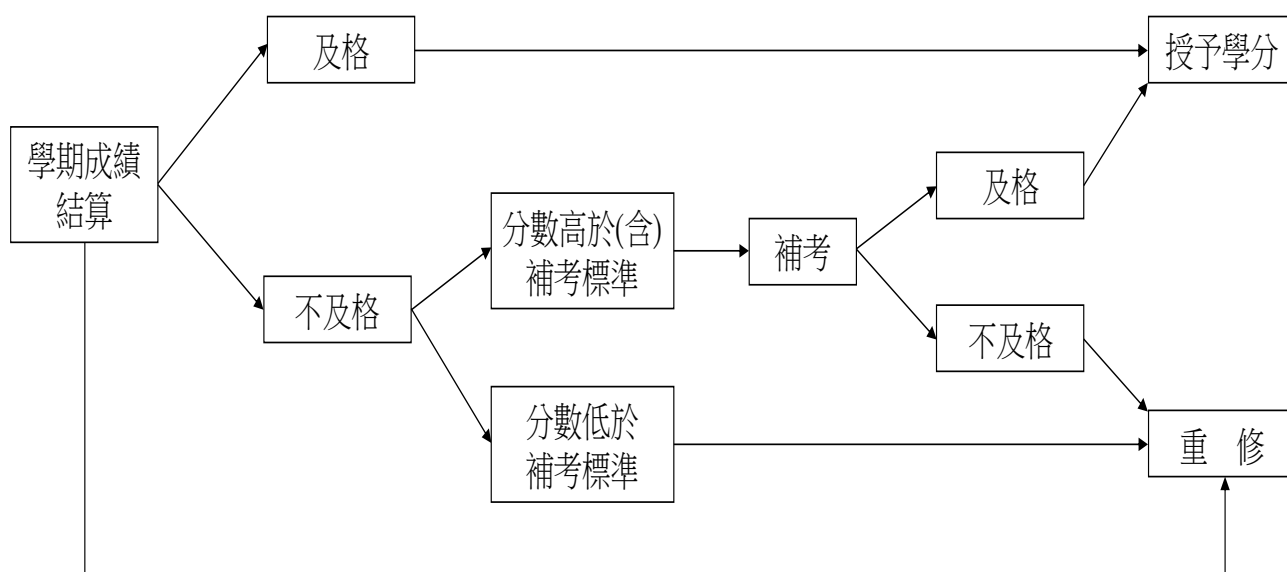 及格
授予學分
學期成績
結算
分數高於(含)
補考標準
補考
及格
不及格
不及格
分數低於
補考標準
重 修